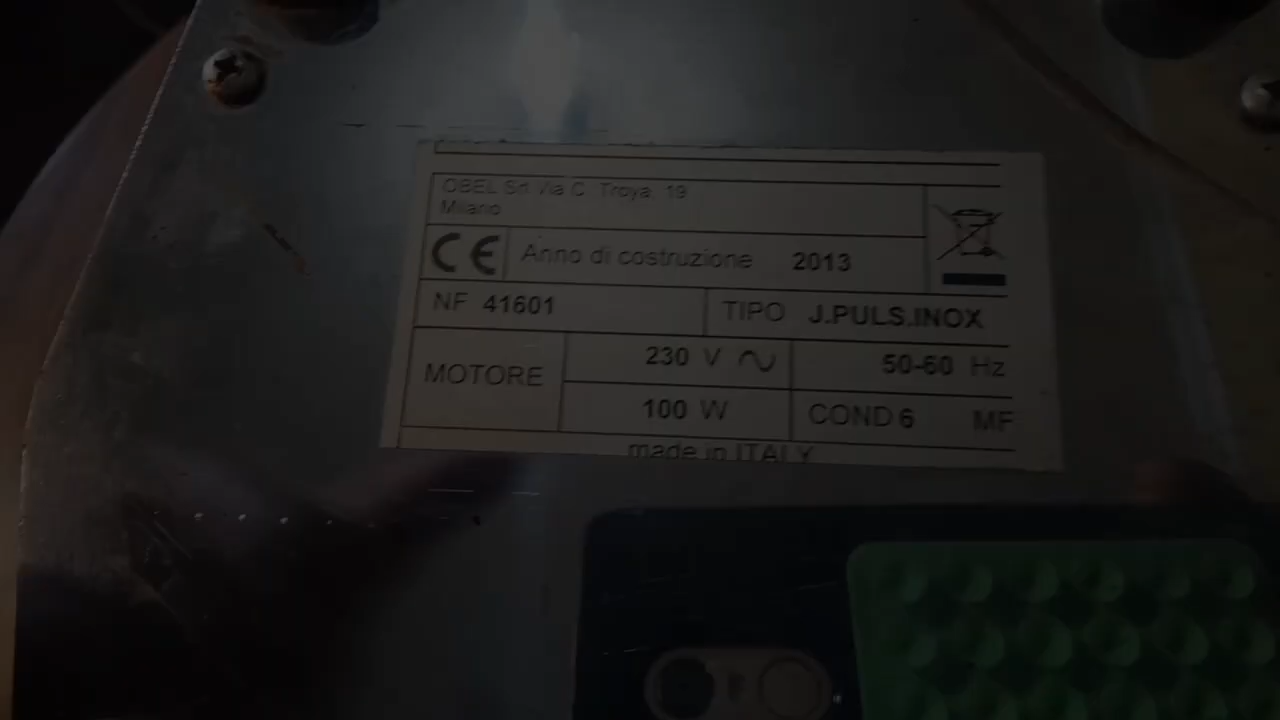 OBEL Srl Via C. Troya 19
Milano
CE Anno di costruzione 2013
NF 41601 TIPO J.PULS.INOX
MOTORE 230 V 50-60 Hz
100 W COND 6 MF
made in ITALY